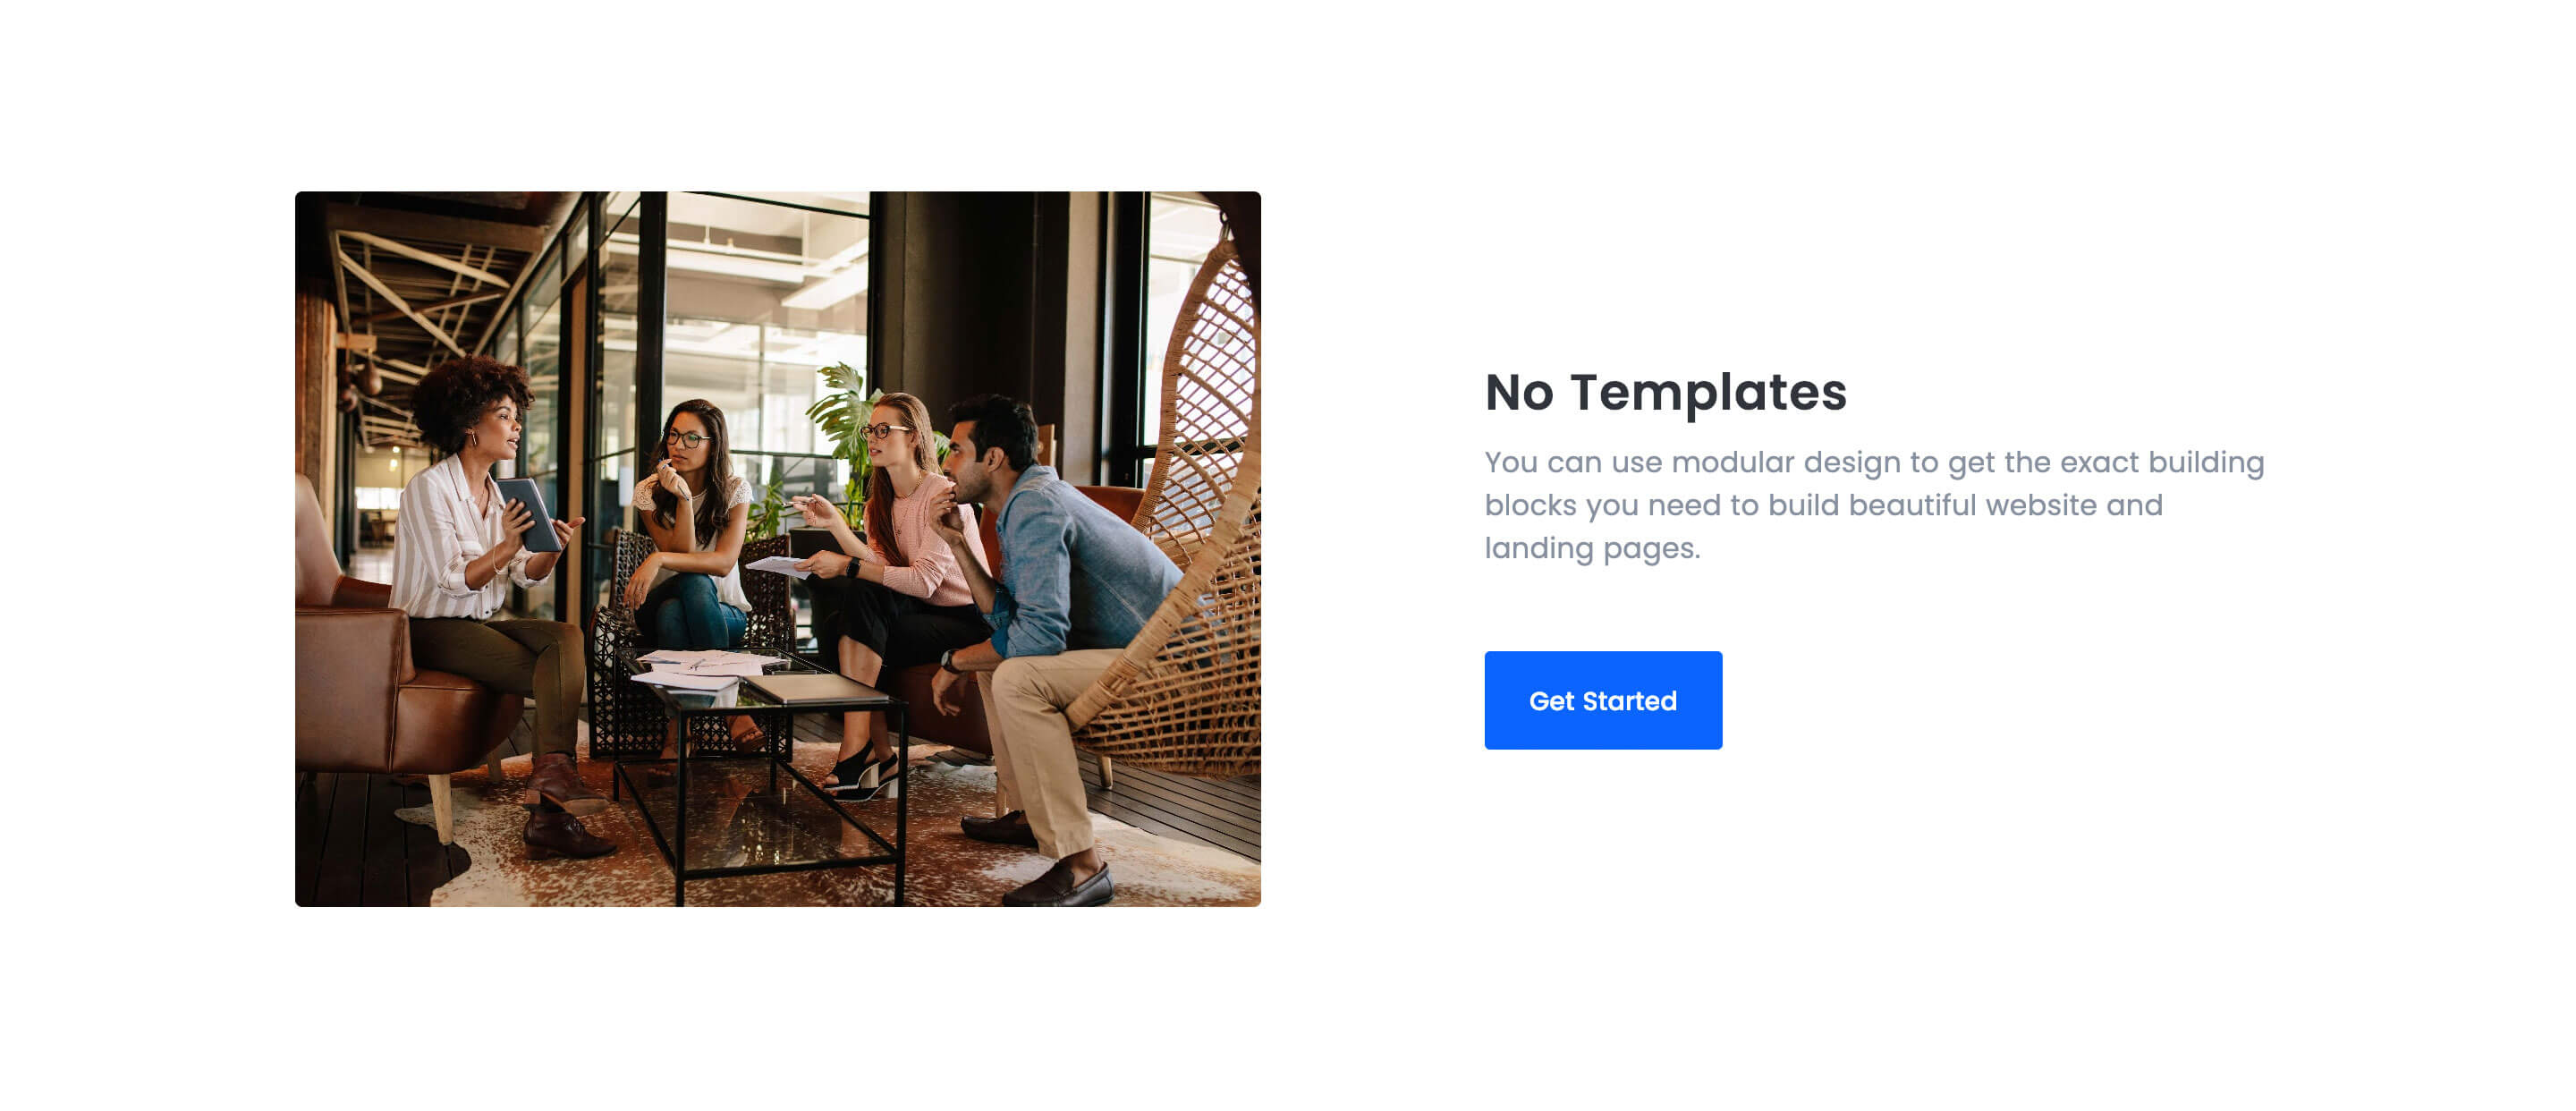 No Templates
You can use modular design to get the exact building
blocks you need to build beautiful website and
landing pages.
Get Started